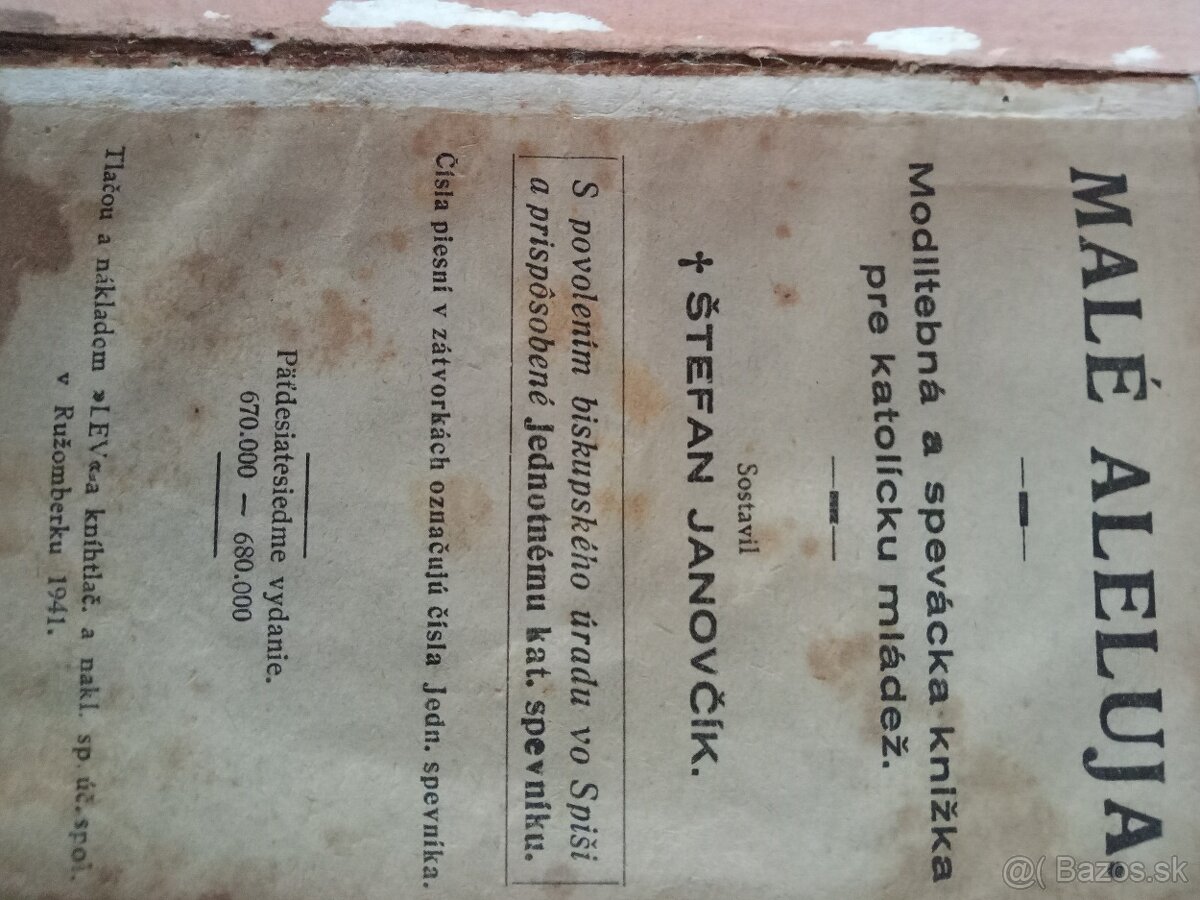 MALÉ ALELUJA.
Modlitebná a spevácka knižka
pre katolícku mládež.
Sostavil
† ŠTEFAN JANOVČÍK.
S povolením biskupského úradu vo Spiši
a prispôsobené Jednotnému kat. spevníku.
Čísla piesní v zátvorkách označujú čísla Jedn. spevníka.
Päťdesiatesiedme vydanie.
670.000 — 680.000
Tlačou a nákladom »LEV«-a kníhtlač. a nakl. sp. úč. spol.
v Ružomberku 1941.
@( Bazos.sk